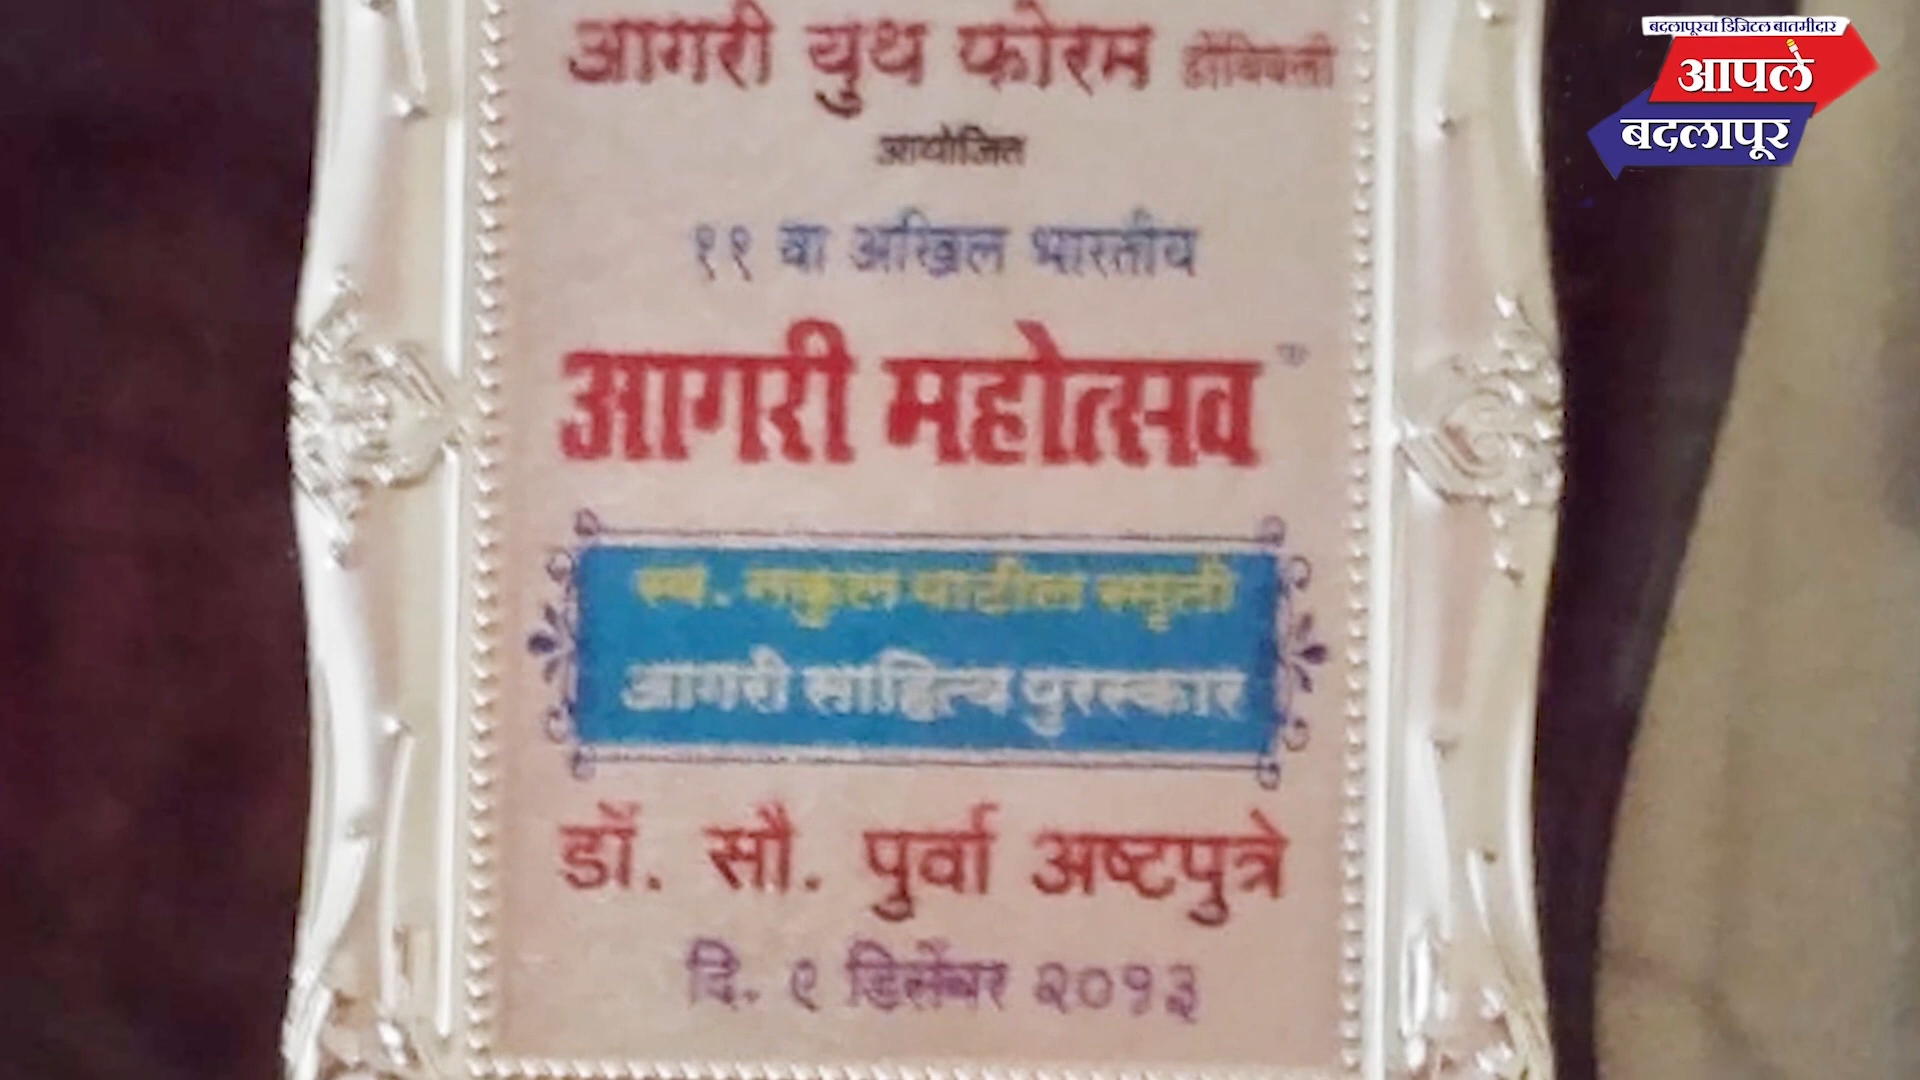 बदलापूरचा डिजिटल बातमीदार
आपले
बदलापूर
आगरी युथ फोरम डोंबिवली
आयोजित
११ वा अखिल भारतीय
आगरी महोत्सव
स्व. नकुल पाटील स्मृती
आगरी साहित्य पुरस्कार
डॉ. सौ. पुर्वा अष्टपुत्रे
दि. ९ डिसेंबर २०१३